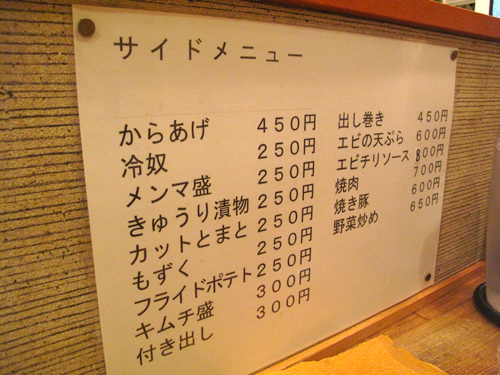 サイドメニュー
からあげ 450円
冷奴 250円
メンマ盛 250円
きゅうり漬物 250円
カットとまと 250円
もずく 250円
フライドポテト 250円
キムチ盛 300円
付き出し 300円
出し巻き 450円
エビの天ぷら 600円
エビチリソース 800円
焼肉 700円
焼き豚 600円
野菜炒め 650円